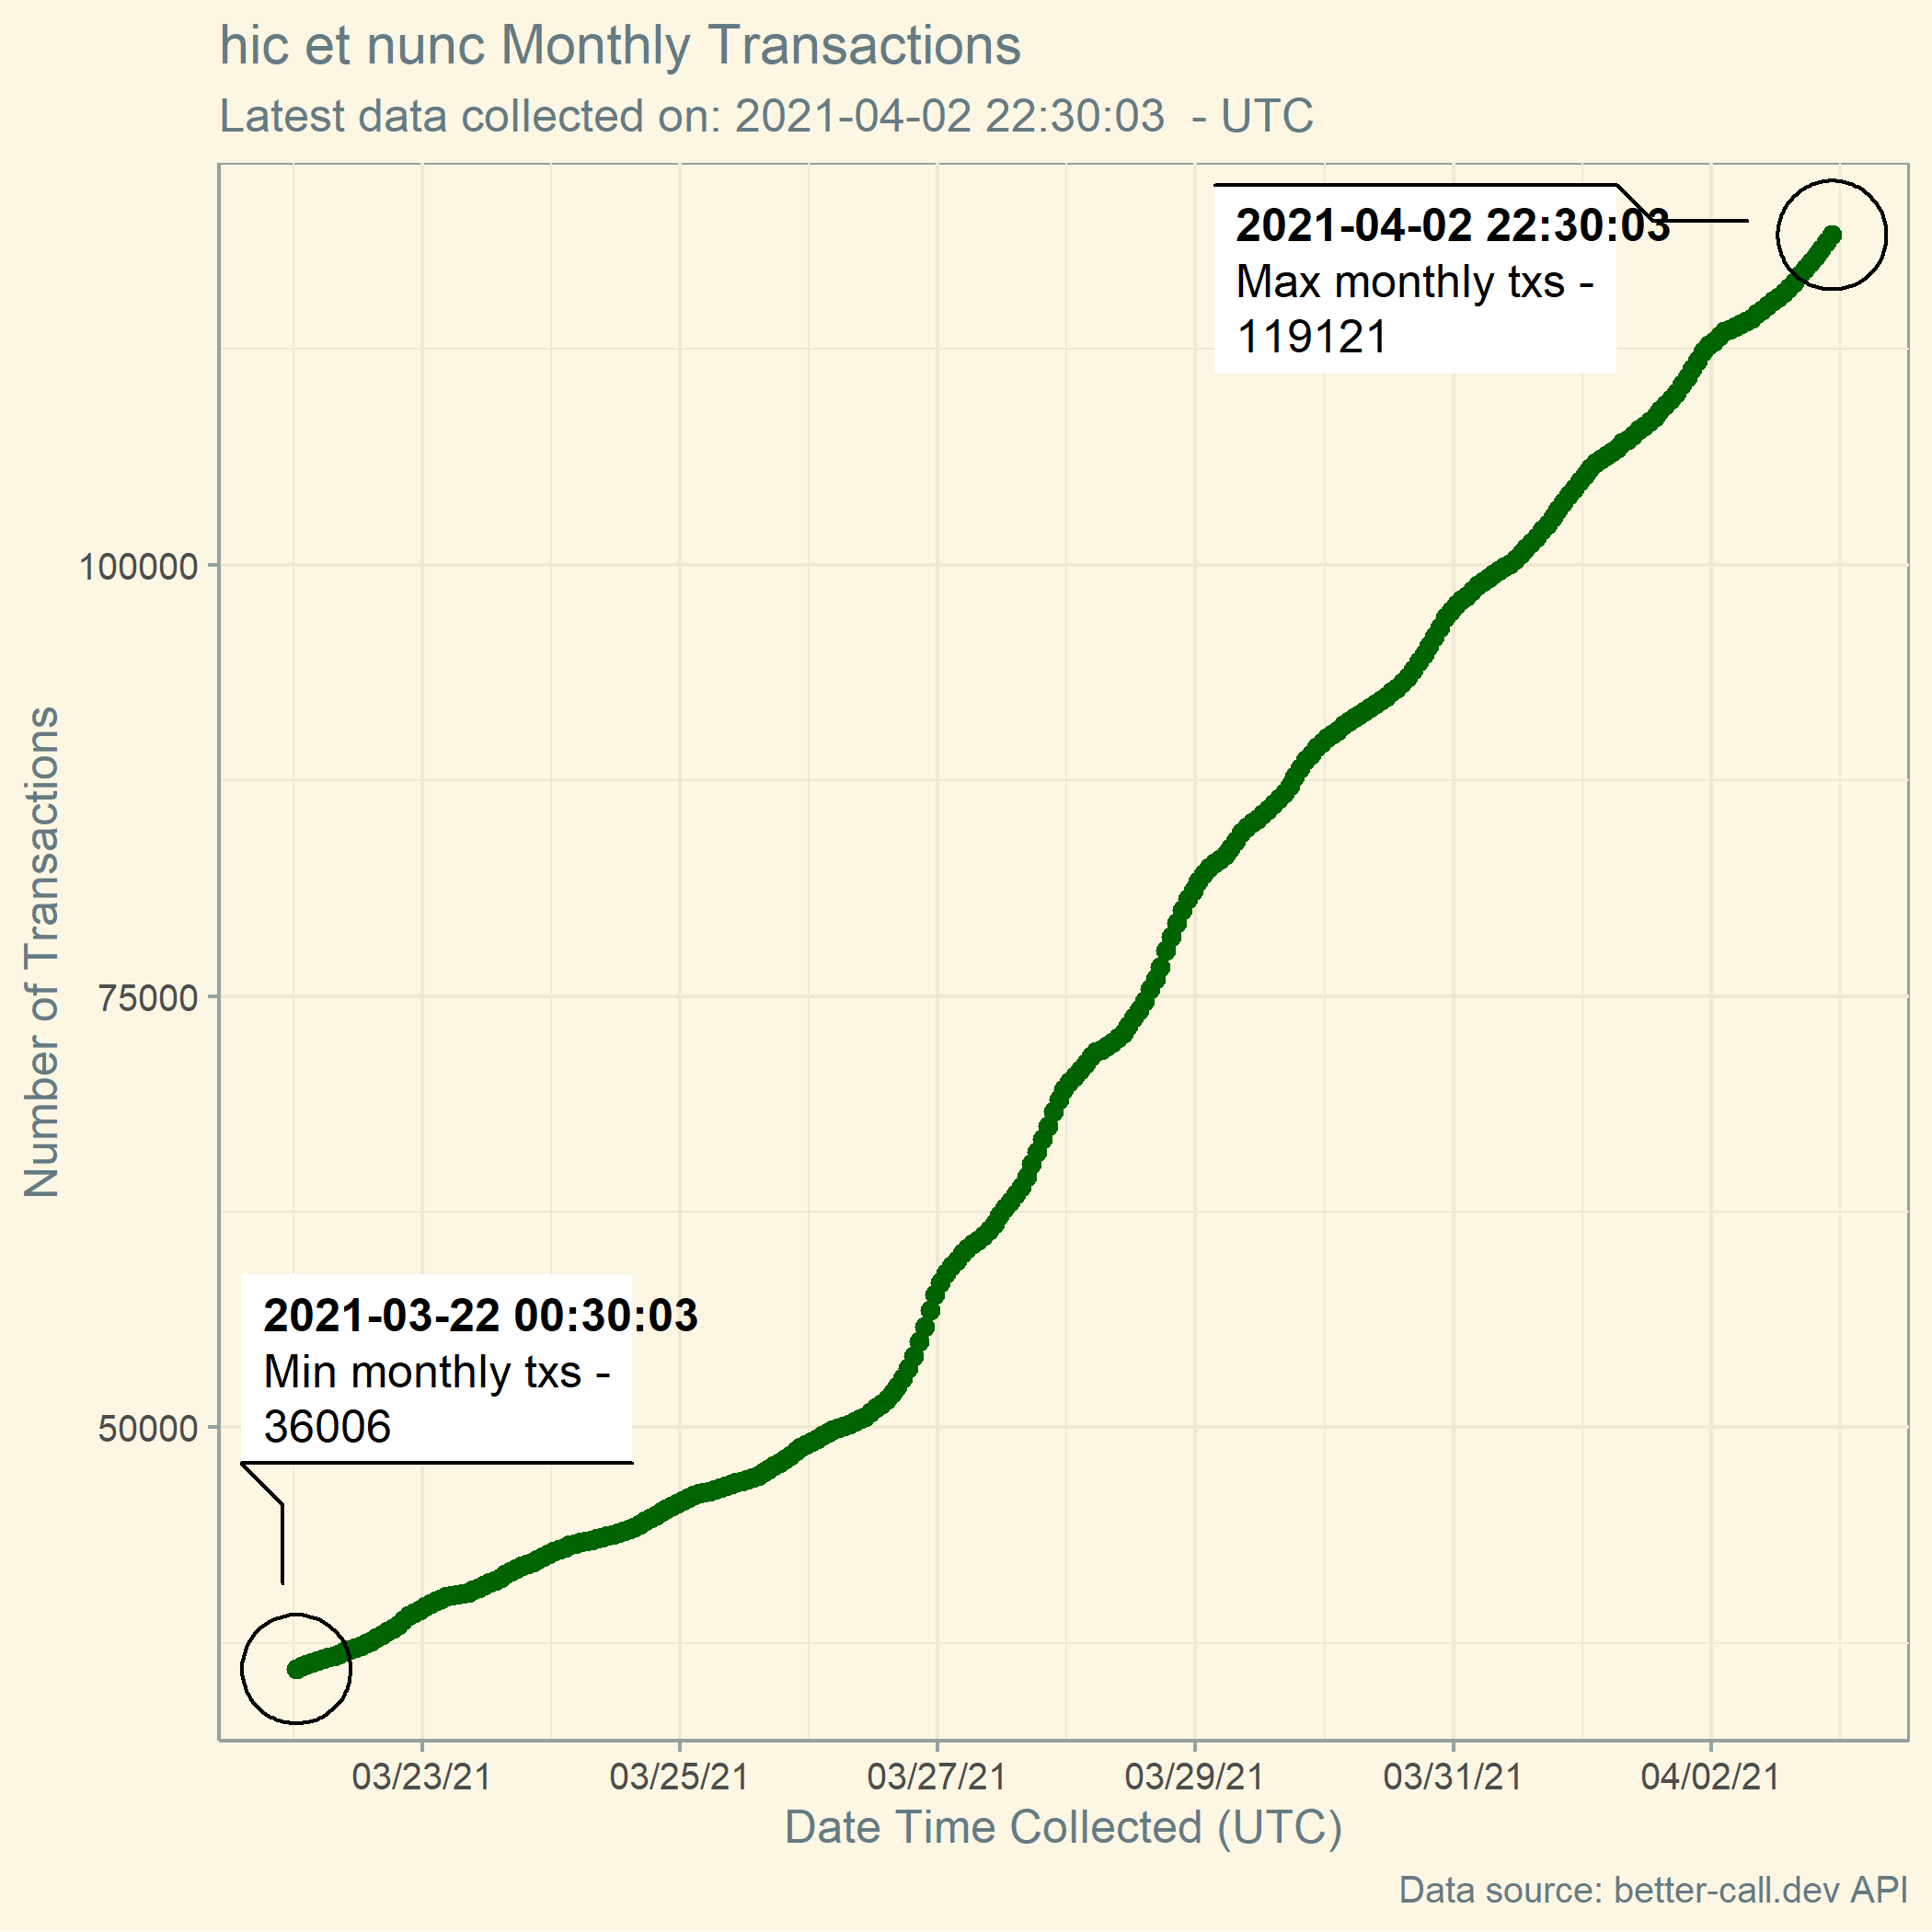 hic et nunc Monthly Transactions
Latest data collected on: 2021-04-02 22:30:03  - UTC
2021-04-02 22:30:03
Max monthly txs -
119121
100000
75000
50000
Number of Transactions
2021-03-22 00:30:03
Min monthly txs -
36006
03/23/21 03/25/21 03/27/21 03/29/21 03/31/21 04/02/21
Date Time Collected (UTC)
Data source: better-call.dev API